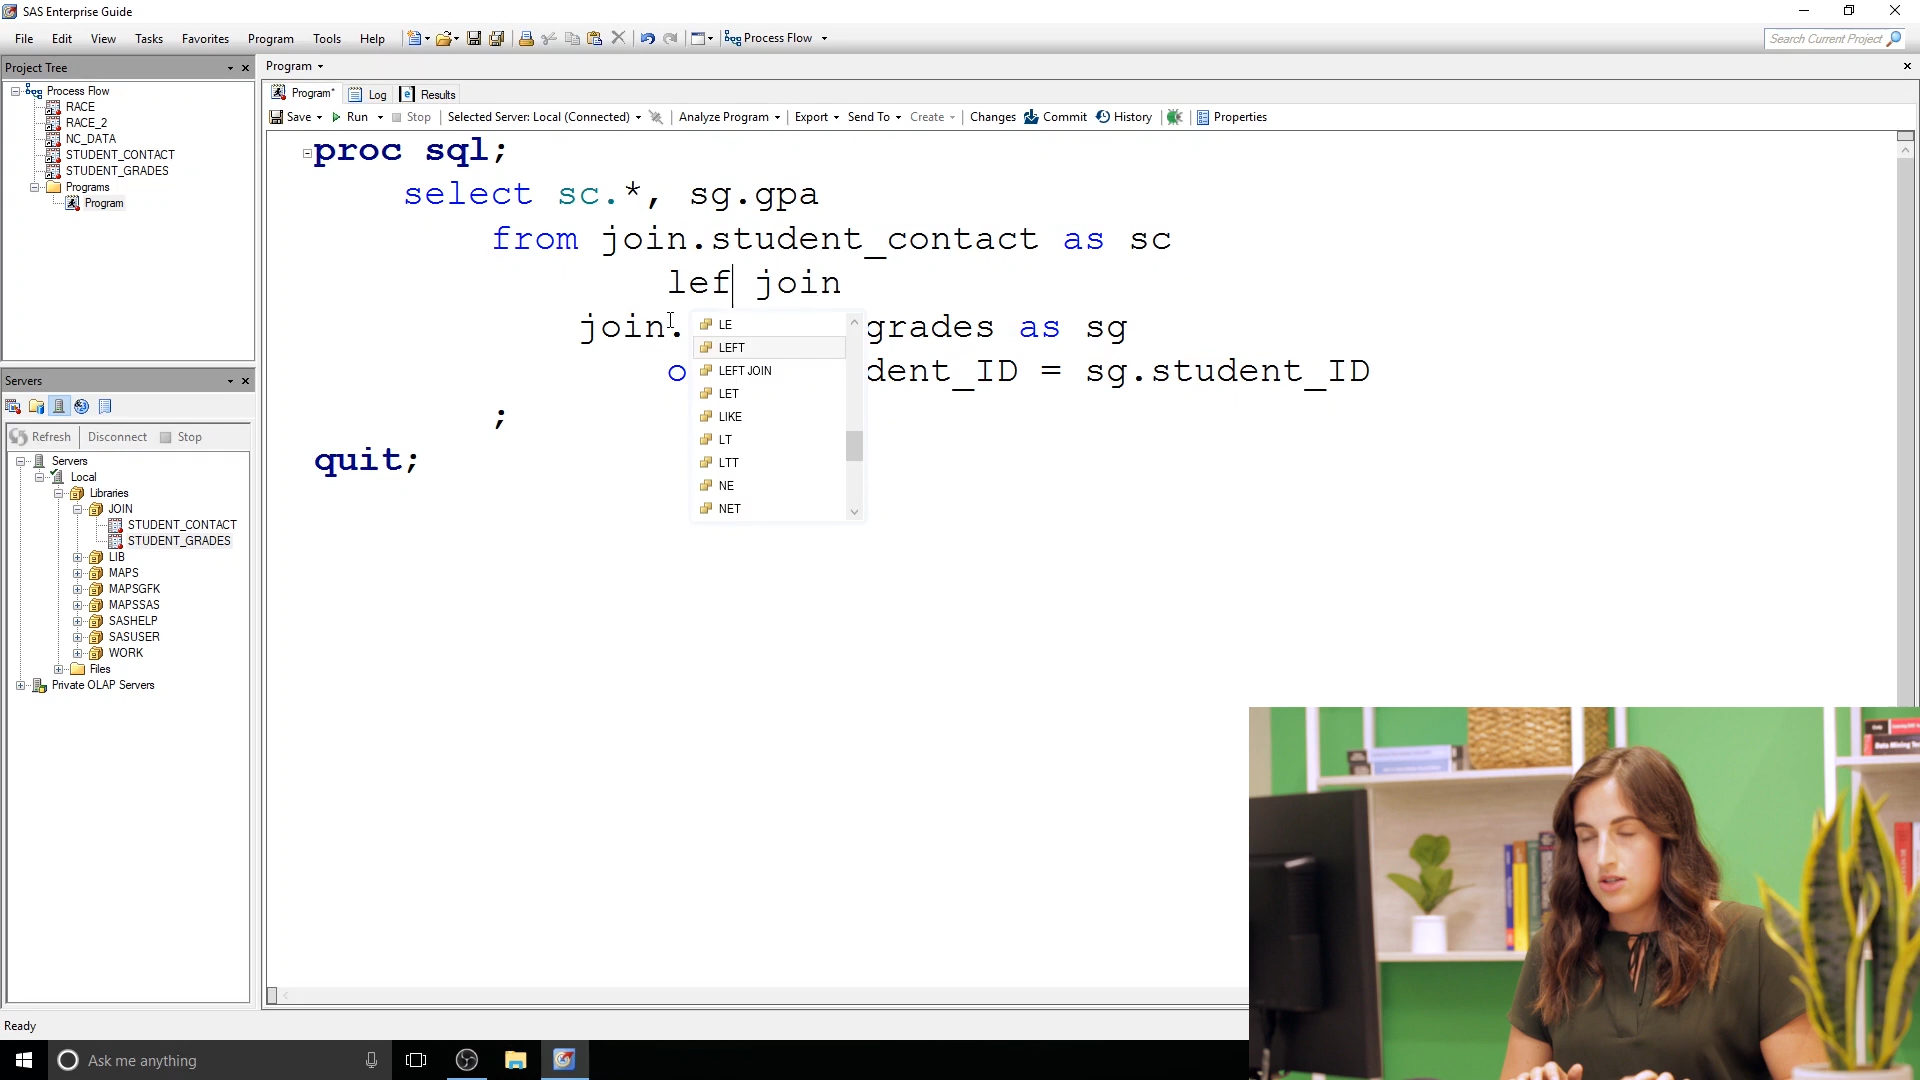 SAS Enterprise Guide
File Edit View Tasks Favorites Program Tools Help Process Flow Search Current Project
Project Tree
Process Flow
RACE
RACE_2
NC_DATA
STUDENT_CONTACT
STUDENT_GRADES
Programs
Program
Servers
Refresh Disconnect Stop
Servers
Local
Libraries
JOIN
STUDENT_CONTACT
STUDENT_GRADES
LIB
MAPS
MAPSGFK
MAPSSAS
SASHELP
SASUSER
WORK
Files
Private OLAP Servers
Program
Program* Log Results
Save Run Stop Selected Server: Local (Connected) Analyze Program Export Send To Create Changes Commit History Properties
proc sql;
select sc.*, sg.gpa
from join.student_contact as sc
lef join
join. grades as sg
o dent_ID = sg.student_ID
;
quit;
LE
LEFT
LEFT JOIN
LET
LIKE
LT
LTT
NE
NET
Data Mining
Ready
Ask me anything